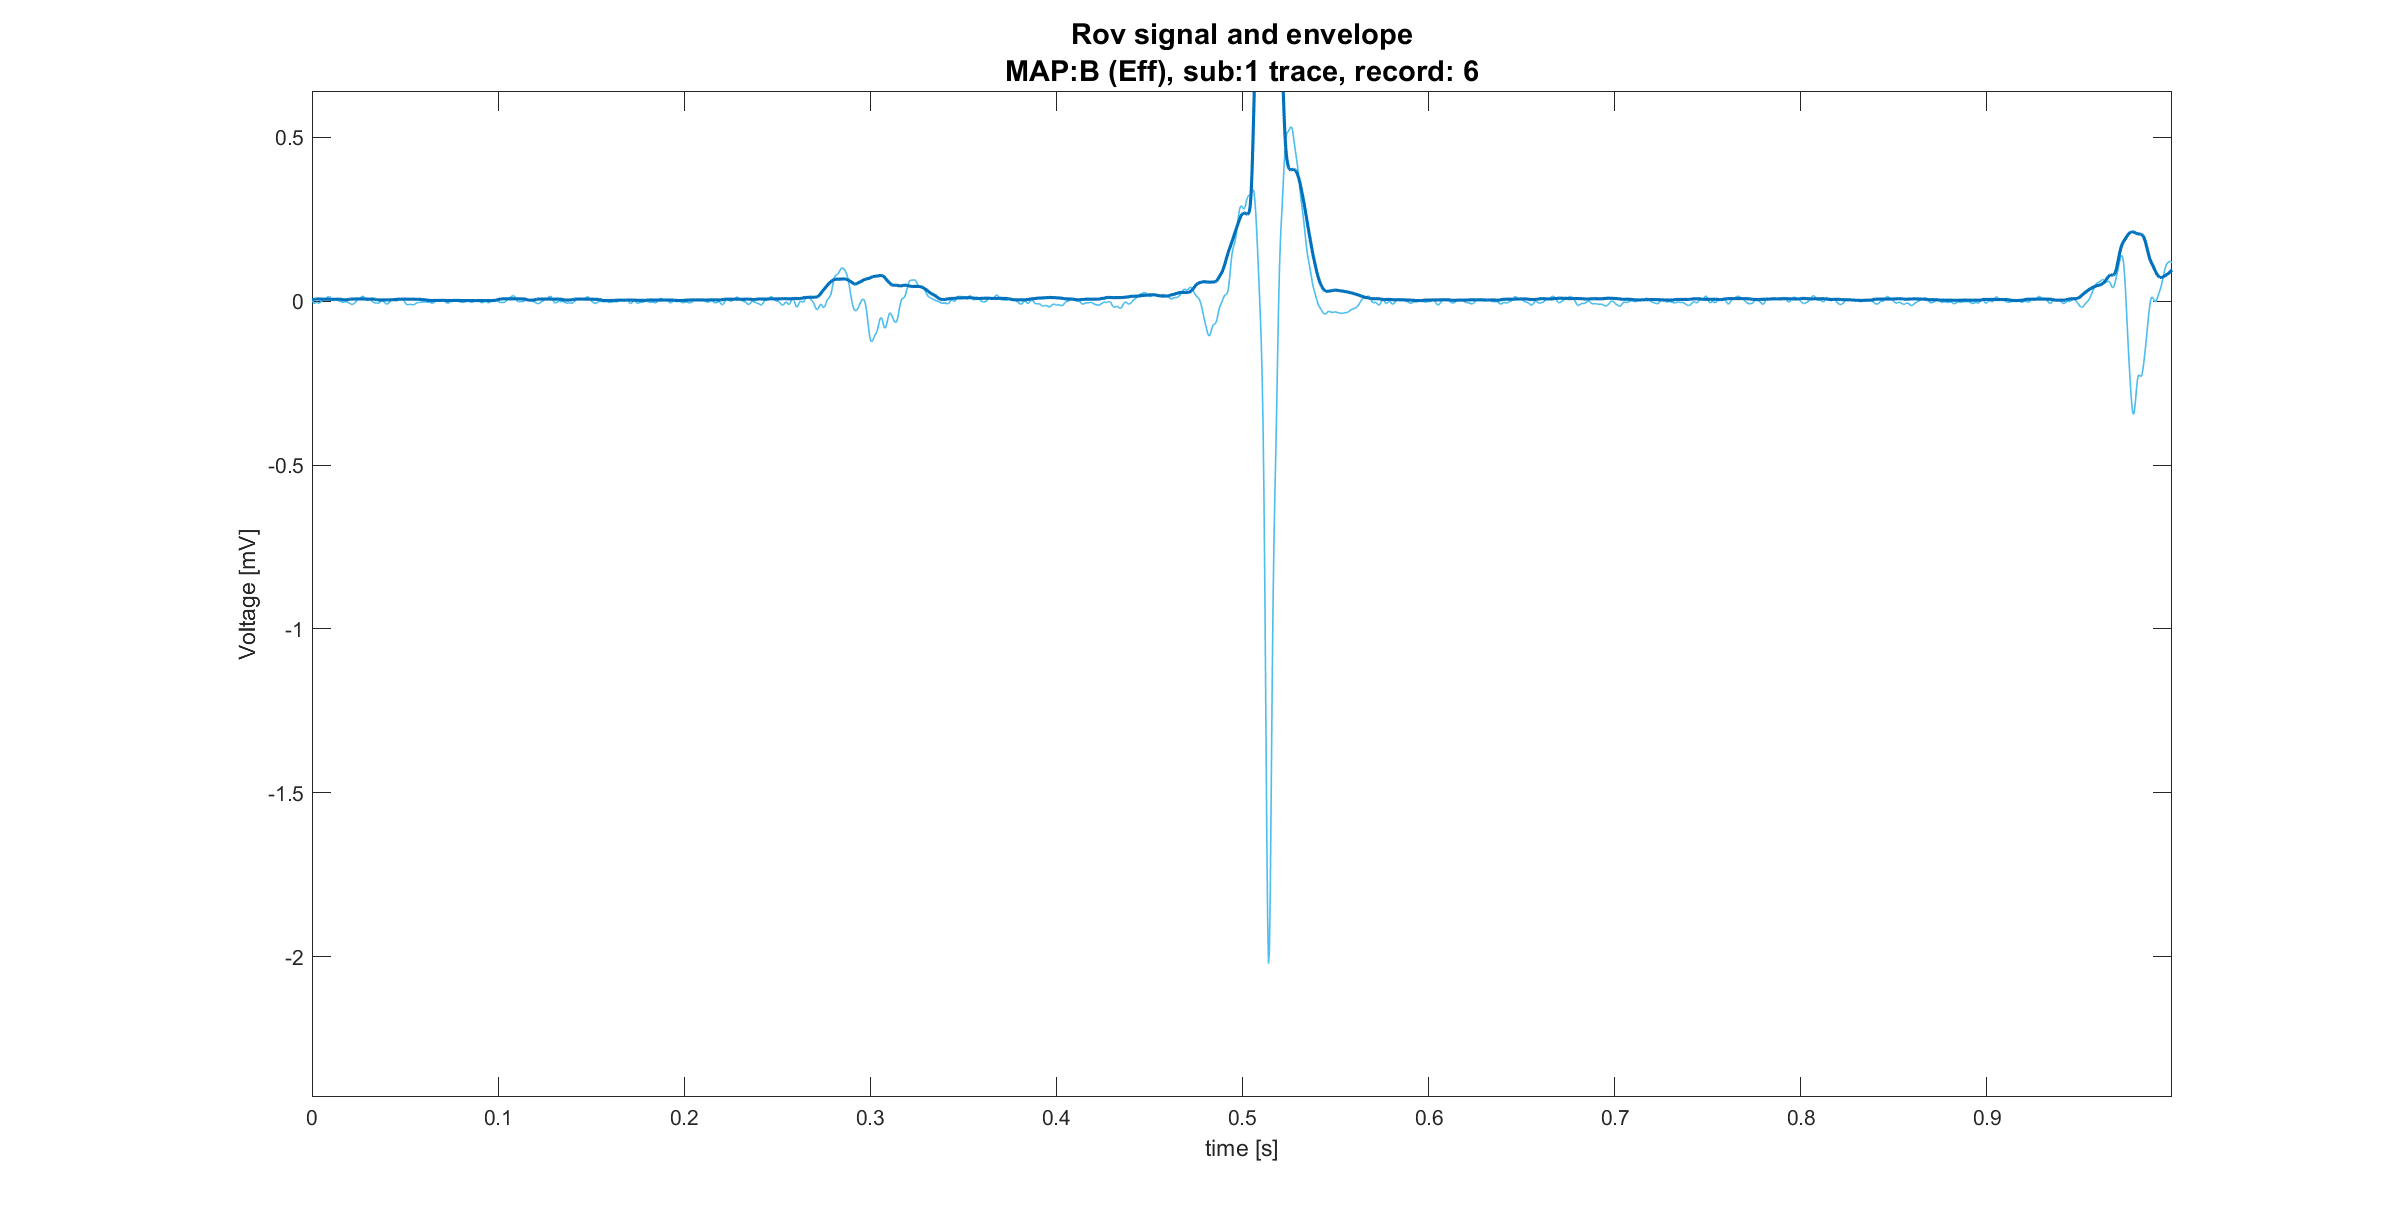 Rov signal and envelope
MAP:B (Eff), sub:1 trace, record: 6
0.5
0
-0.5
-1
-1.5
-2
Voltage [mV]
0 0.1 0.2 0.3 0.4 0.5 0.6 0.7 0.8 0.9
time [s]